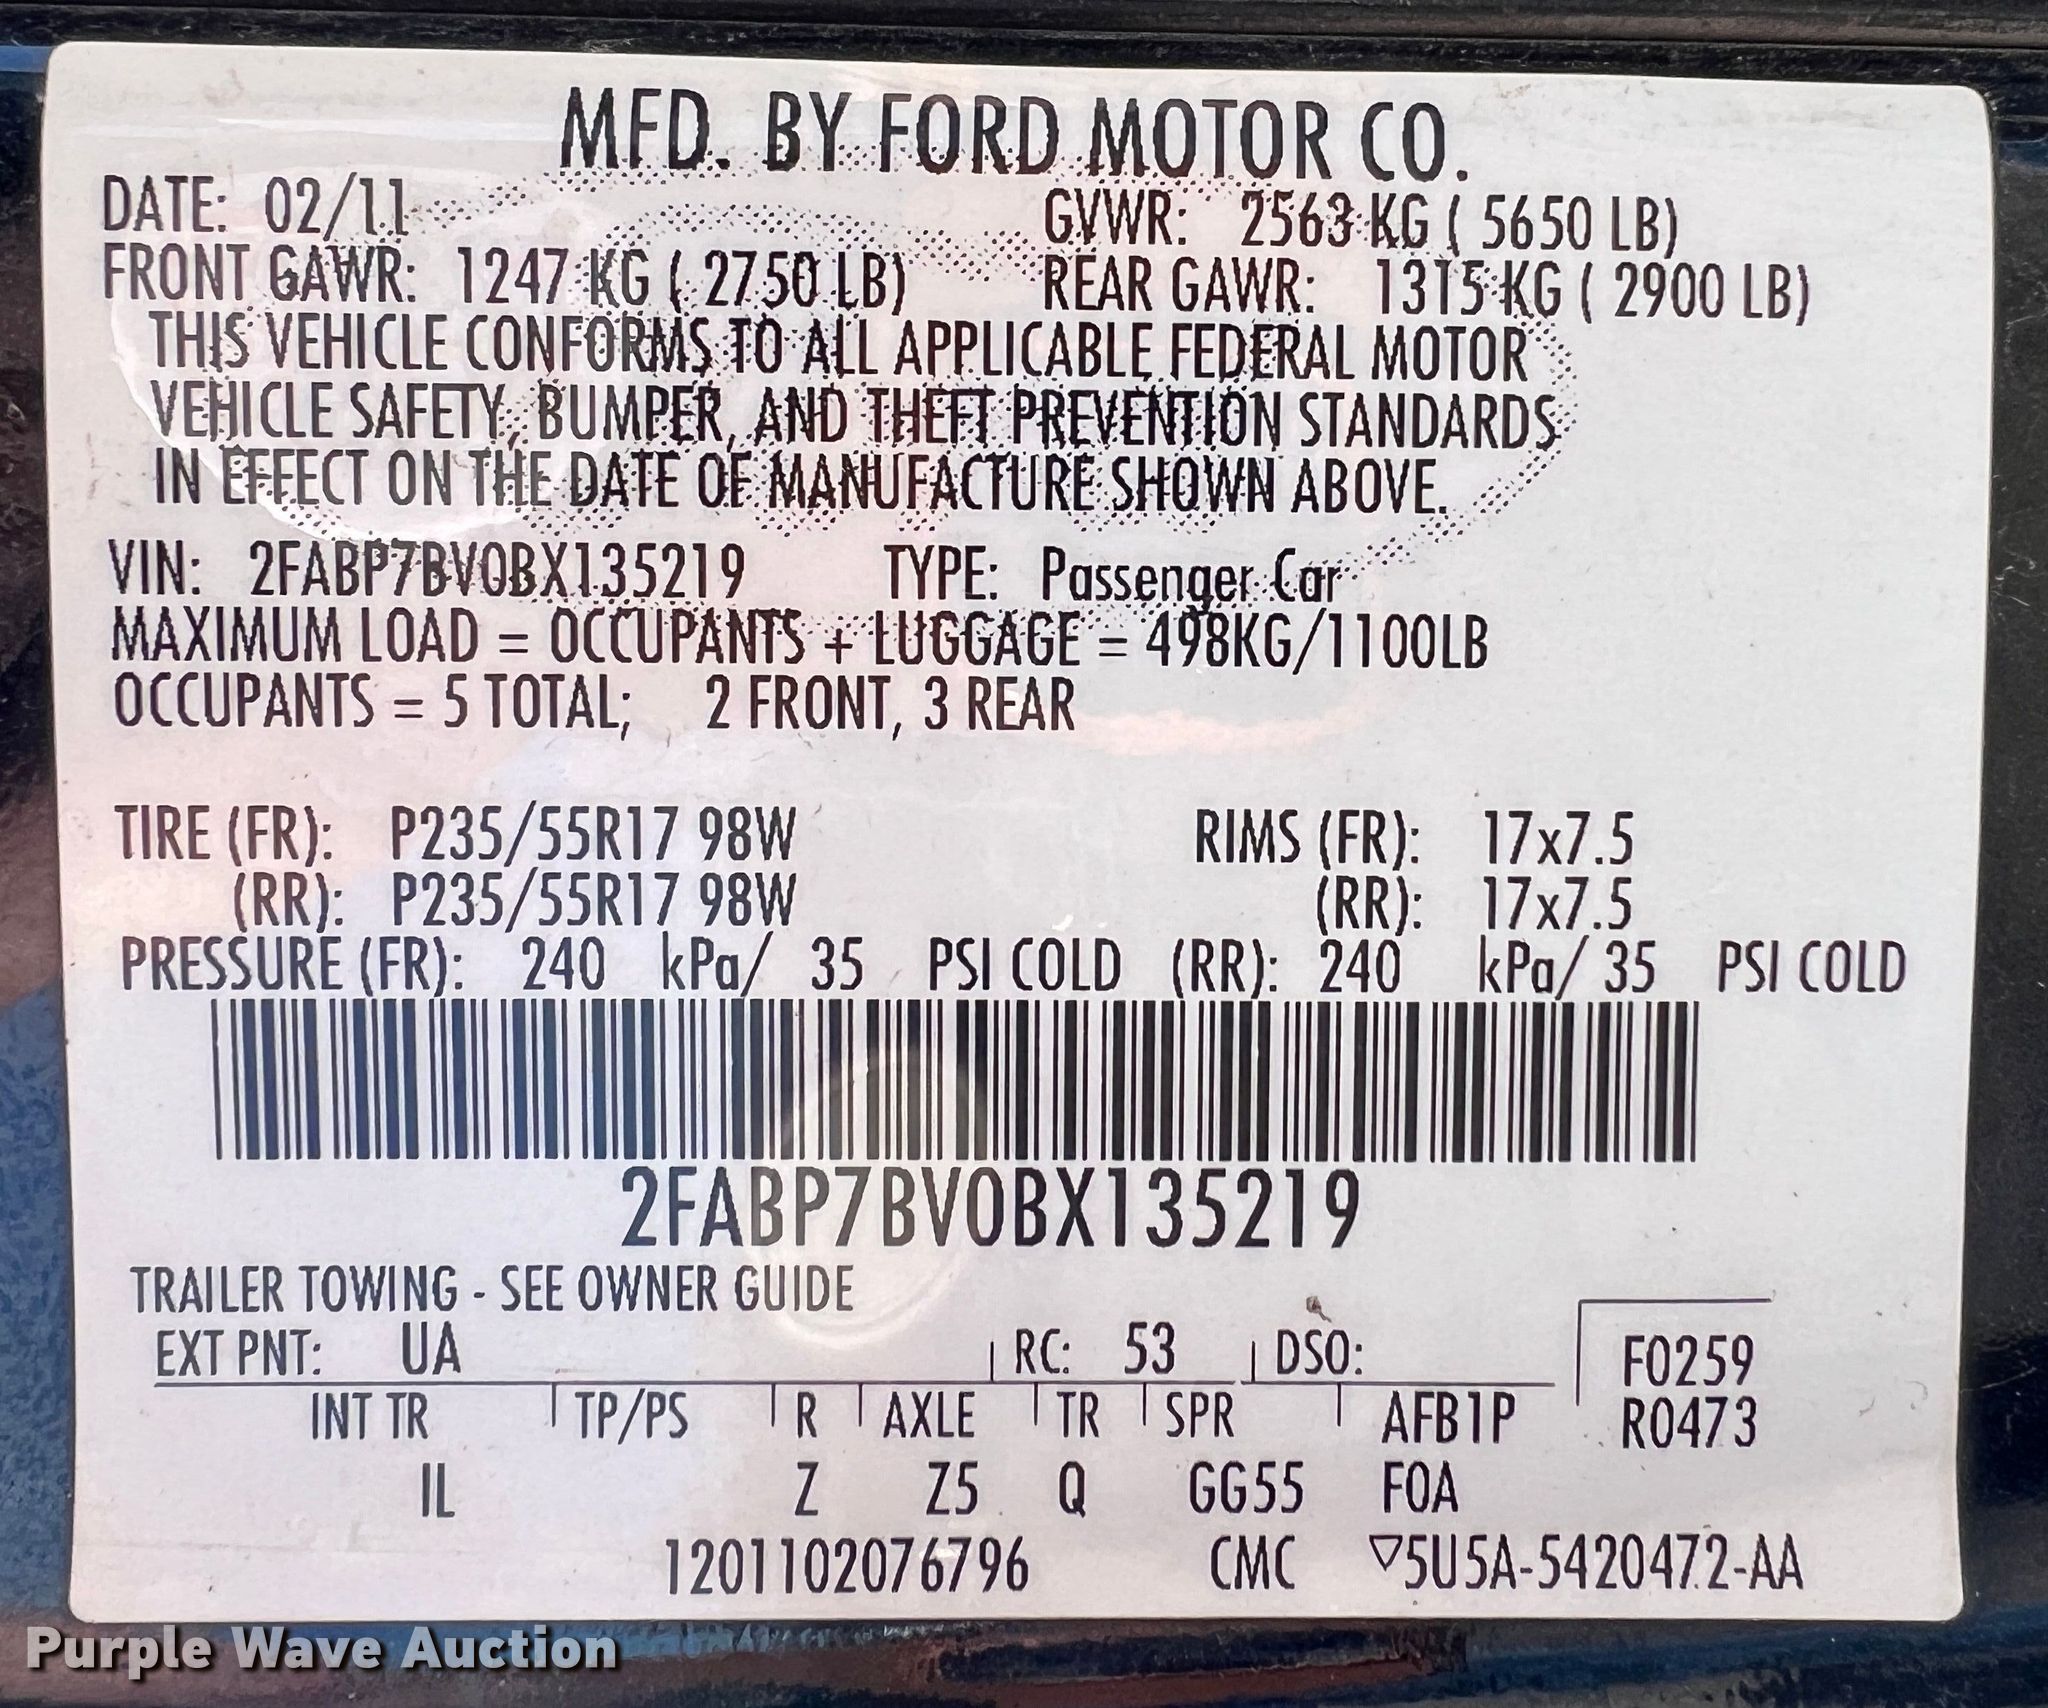 MFD. BY FORD MOTOR CO.
DATE: 02/11 GVWR: 2563 KG ( 5650 LB)
FRONT GAWR: 1247 KG ( 2750 LB) REAR GAWR: 1315 KG ( 2900 LB)
THIS VEHICLE CONFORMS TO ALL APPLICABLE FEDERAL MOTOR
VEHICLE SAFETY, BUMPER, AND THEFT PREVENTION STANDARDS
IN EFFECT ON THE DATE OF MANUFACTURE SHOWN ABOVE.
VIN: 2FABP7BV0BX135219 TYPE: Passenger Car
MAXIMUM LOAD = OCCUPANTS + LUGGAGE = 498KG/1100LB
OCCUPANTS = 5 TOTAL; 2 FRONT, 3 REAR
TIRE (FR): P235/55R17 98W RIMS (FR): 17x7.5
(RR): P235/55R17 98W (RR): 17x7.5
PRESSURE (FR): 240 kPa/ 35 PSI COLD (RR): 240 kPa/ 35 PSI COLD
2FABP7BV0BX135219
TRAILER TOWING - SEE OWNER GUIDE
EXT PNT: UA RC: 53 DSO: F0259
INT TR TP/PS R AXLE TR SPR AFB1P R0473
IL Z Z5 Q GG55 F0A
1201102076796 CMC ▽5U5A-5420472-AA
Purple Wave Auction